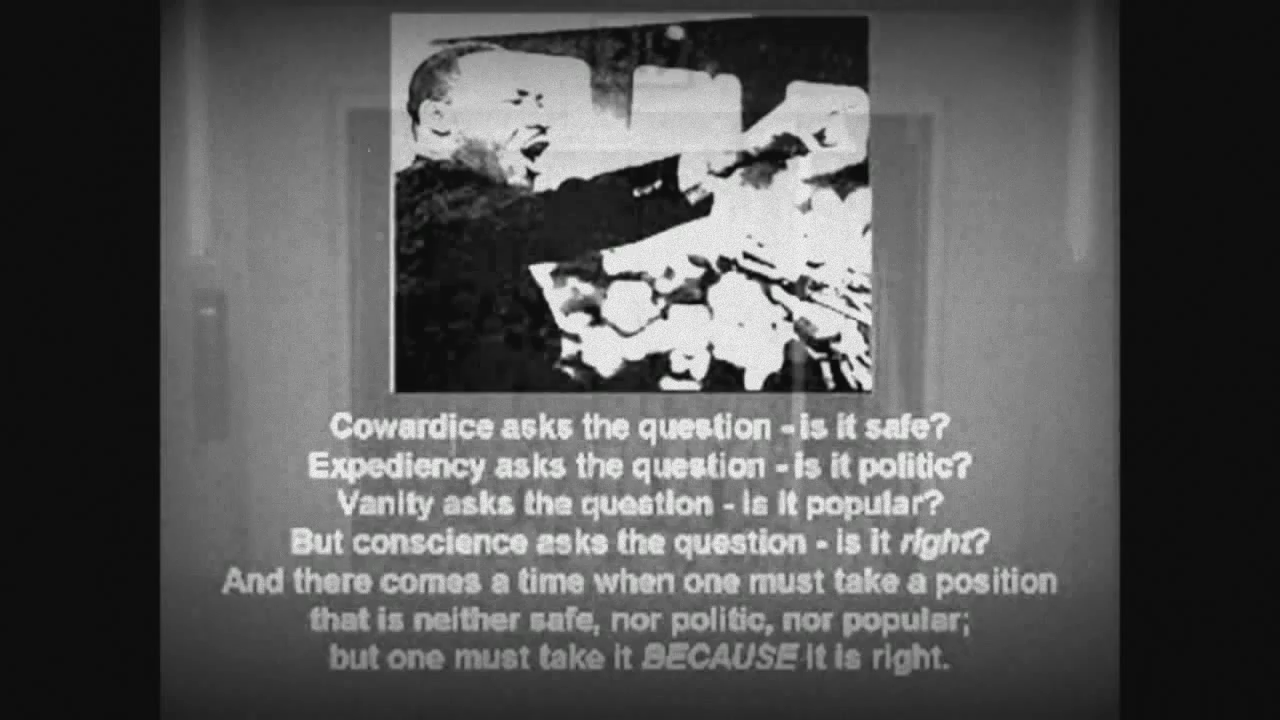 Cowardice asks the question - is it safe?
Expediency asks the question - is it politic?
Vanity asks the question - is it popular?
But conscience asks the question - is it right?
And there comes a time when one must take a position
that is neither safe, nor politic, nor popular;
but one must take it BECAUSE it is right.